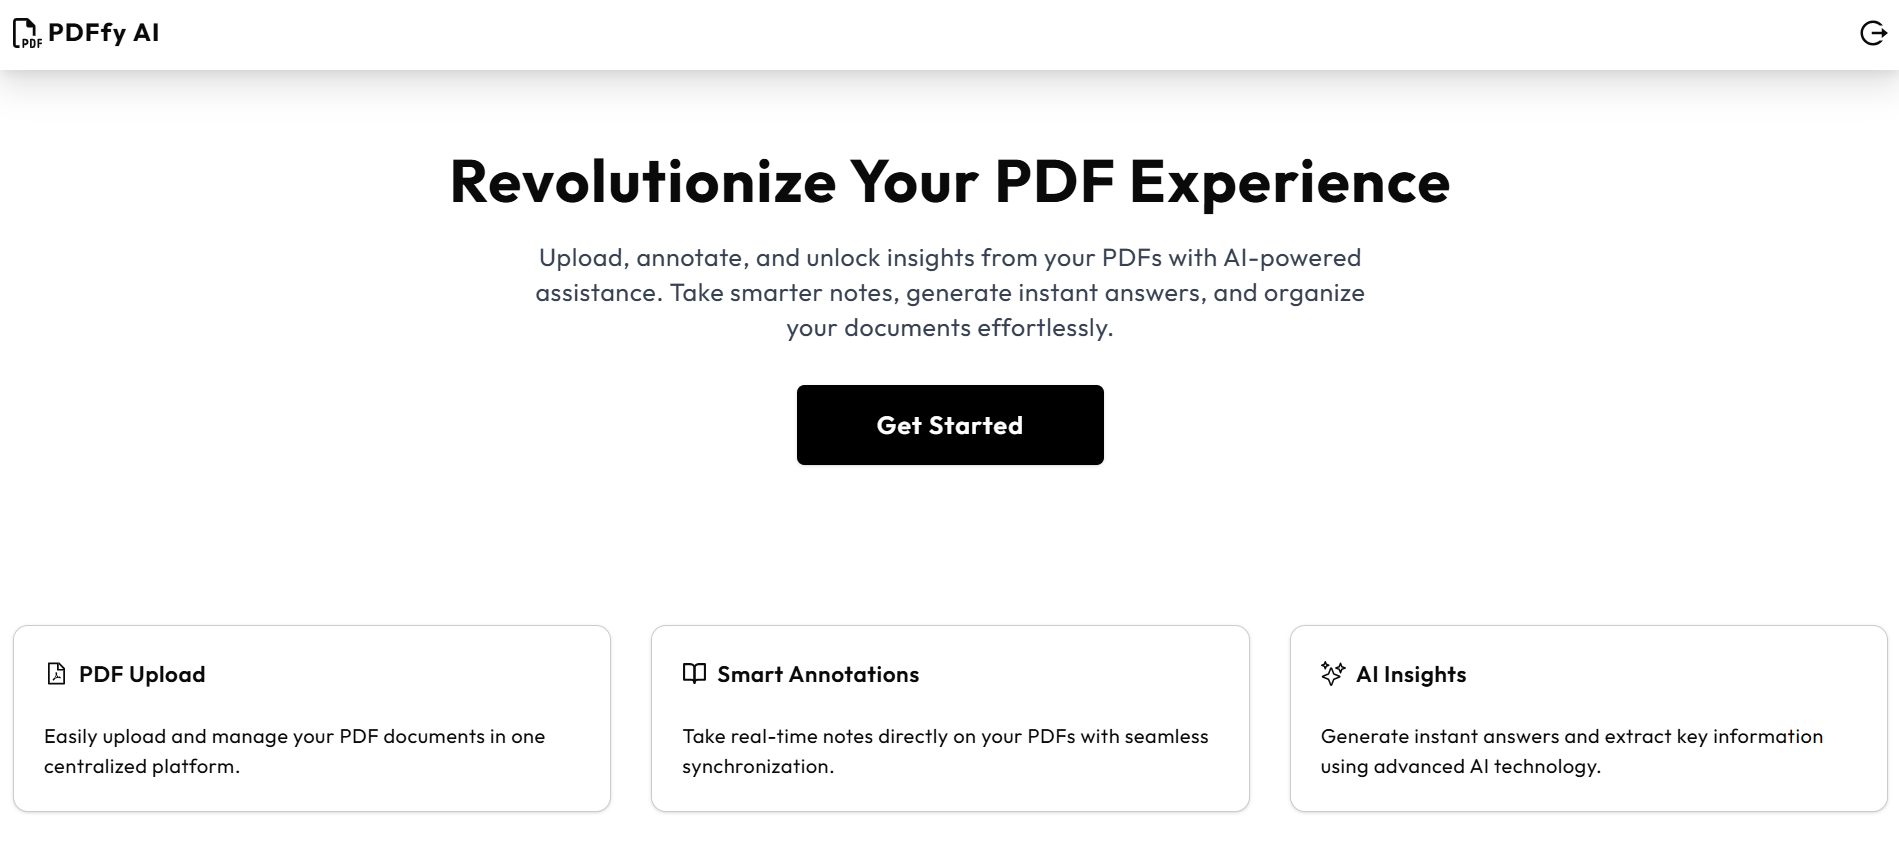 PDF PDFfy AI
Revolutionize Your PDF Experience
Upload, annotate, and unlock insights from your PDFs with AI-powered
assistance. Take smarter notes, generate instant answers, and organize
your documents effortlessly.
Get Started
PDF Upload
Easily upload and manage your PDF documents in one
centralized platform.
Smart Annotations
Take real-time notes directly on your PDFs with seamless
synchronization.
AI Insights
Generate instant answers and extract key information
using advanced AI technology.